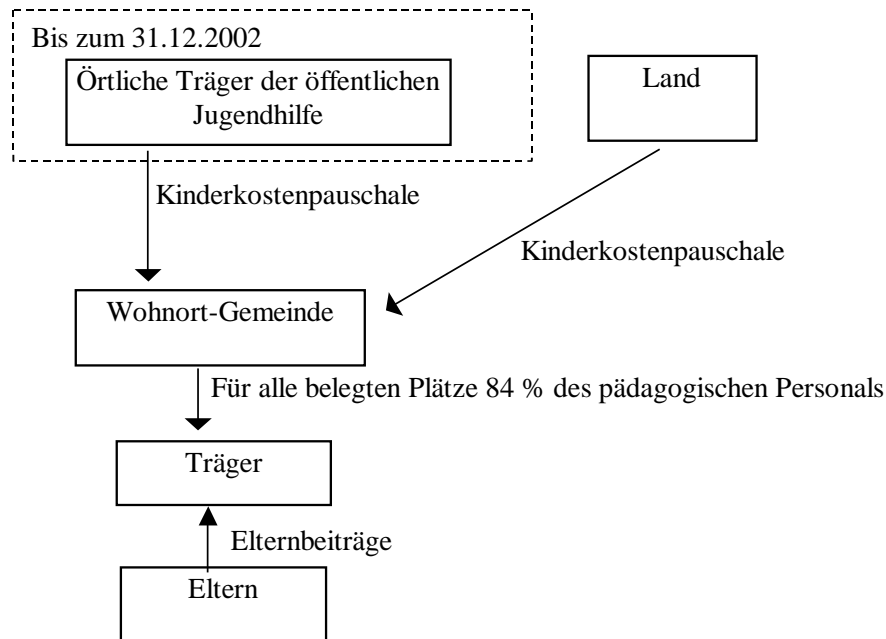 Bis zum 31.12.2002
Örtliche Träger der öffentlichen
Jugendhilfe
Land
Kinderkostenpauschale
Kinderkostenpauschale
Wohnort-Gemeinde
Für alle belegten Plätze 84 % des pädagogischen Personals
Träger
Elternbeiträge
Eltern